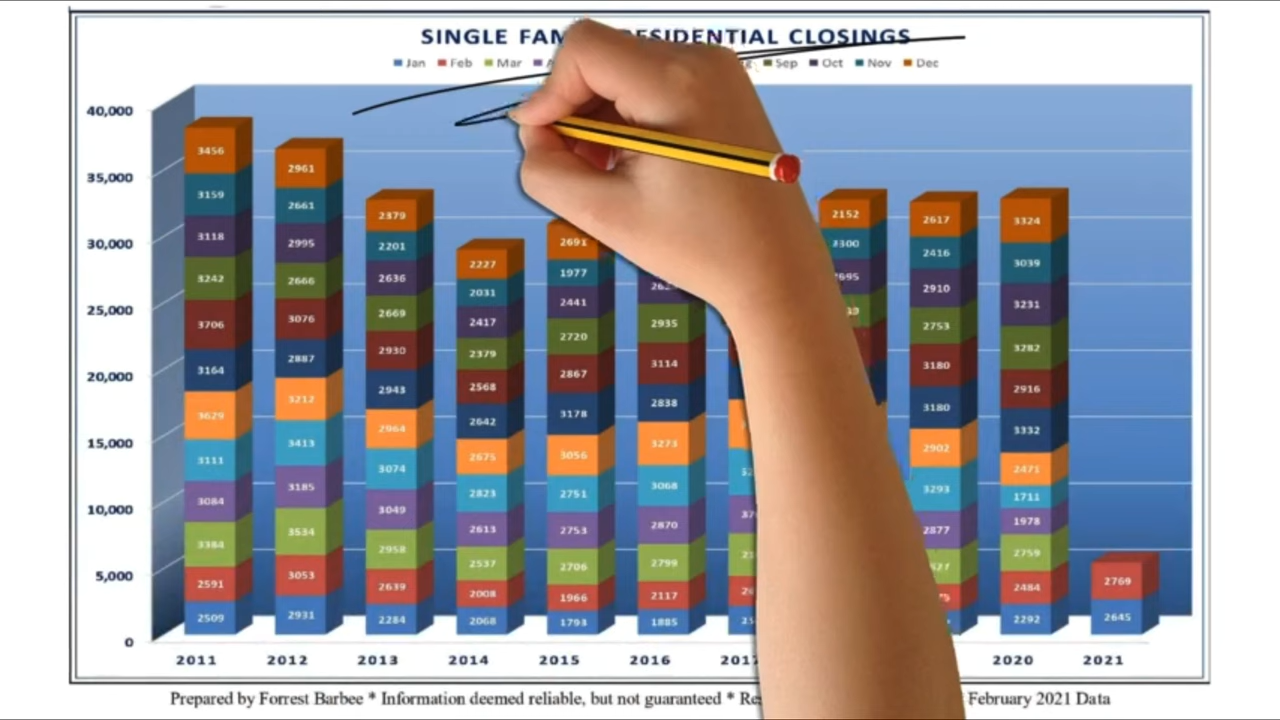 SINGLE FAM RESIDENTIAL CLOSINGS
Jan Feb Mar Sep Oct Nov Dec
40,000
35,000
30,000
25,000
20,000
15,000
10,000
5,000
0
3456 3159 3118 3242 3706 3164 3629 3111 3084 3384 2591 2509
2961 2661 2995 2666 3076 2887 3212 3413 3185 3534 3053 2931
2379 2201 2636 2669 2930 2943 2964 3074 3049 2958 2639 2284
2227 2031 2417 2379 2568 2642 2675 2823 2613 2537 2008 2068
2691 1977 2441 2720 2867 3178 3056 2751 2753 2706 1966 1793
2935 3114 2838 3273 3068 2870 2799 2117 1885
2152
2617 2416 2910 2753 3180 3180 2902 3293 2877
3324 3039 3231 3282 2916 3332 2471 1711 1978 2759 2484 2292
2769 2645
2011 2012 2013 2014 2015 2016 2017 2020 2021
Prepared by Forrest Barbee * Information deemed reliable, but not guaranteed * February 2021 Data